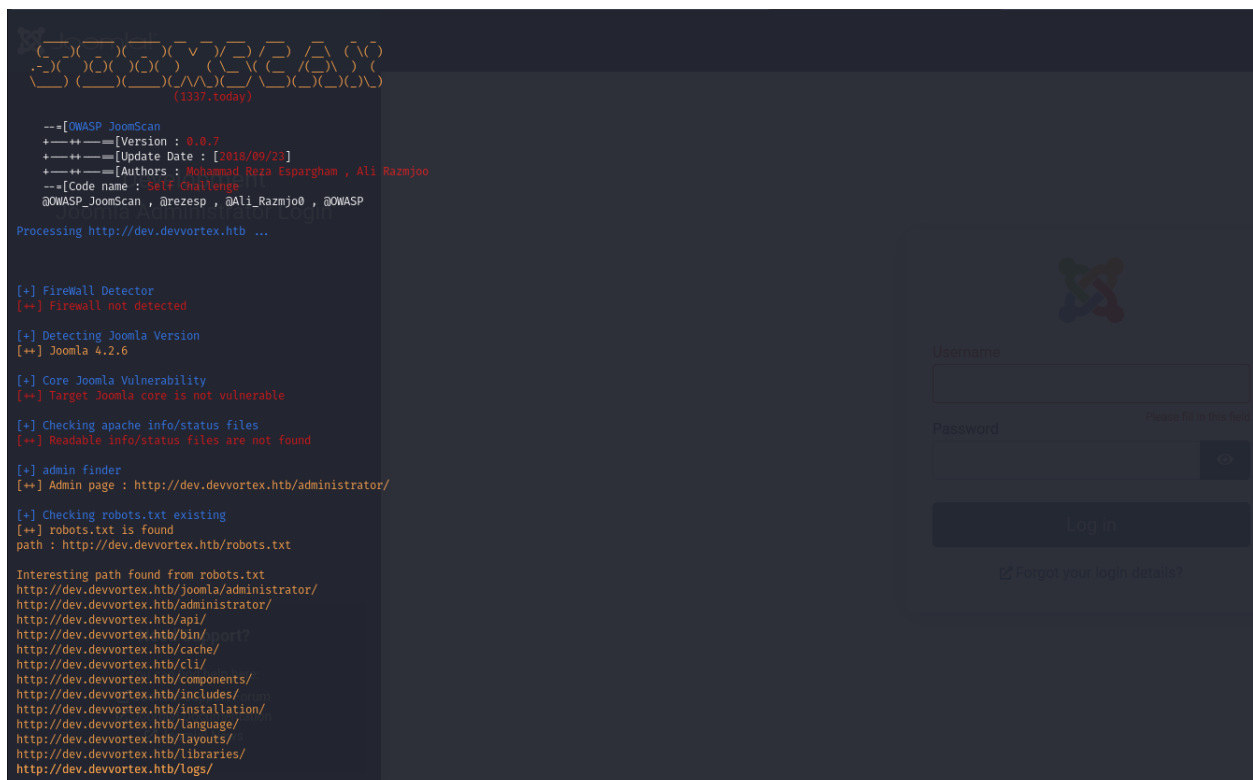 (1337.today)
--=[OWASP JoomScan
+---++---==[Version : 0.0.7
+---++---==[Update Date : [2018/09/23]
+---++---==[Authors : Mohammad Reza Espargham , Ali Razmjoo
--=[Code name : Self Challenge
@OWASP_JoomScan , @rezesp , @Ali_Razmjo0 , @OWASP
Joomla Administrator Login
Processing http://dev.devvortex.htb ...
[+] FireWall Detector
[++] Firewall not detected
[+] Detecting Joomla Version
[++] Joomla 4.2.6
[+] Core Joomla Vulnerability
[++] Target Joomla core is not vulnerable
[+] Checking apache info/status files
[++] Readable info/status files are not found
[+] admin finder
[++] Admin page : http://dev.devvortex.htb/administrator/
[+] Checking robots.txt existing
[++] robots.txt is found
path : http://dev.devvortex.htb/robots.txt
Interesting path found from robots.txt
http://dev.devvortex.htb/joomla/administrator/
http://dev.devvortex.htb/administrator/
http://dev.devvortex.htb/api/
http://dev.devvortex.htb/bin/
http://dev.devvortex.htb/cache/
http://dev.devvortex.htb/cli/
http://dev.devvortex.htb/components/
http://dev.devvortex.htb/includes/
http://dev.devvortex.htb/installation/
http://dev.devvortex.htb/language/
http://dev.devvortex.htb/layouts/
http://dev.devvortex.htb/libraries/
http://dev.devvortex.htb/logs/
Username
Please fill in this field
Password
Log in
Forgot your login details?